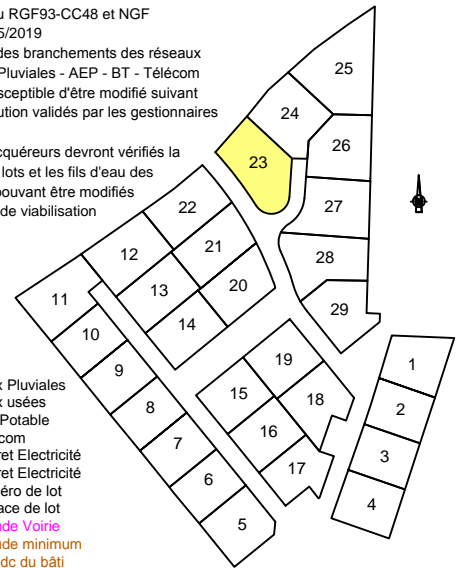 u RGF93-CC48 et NGF
5/2019
des branchements des réseaux
Pluviales - AEP - BT - Télécom
sceptible d'être modifié suivant
ution validés par les gestionnaires
cquéreurs devront vérifiés la
lots et les fils d'eau des
pouvant être modifiés
de viabilisation
25
24
26
23
27
22
21
12
28
20
13
11
29
14
10
19
1
9
15
18
2
8
16
7
3
17
6
4
5
x Pluviales
x usées
Potable
com
ret Electricité
ret Electricité
éro de lot
ace de lot
ude Voirie
ude minimum
dc du bâti